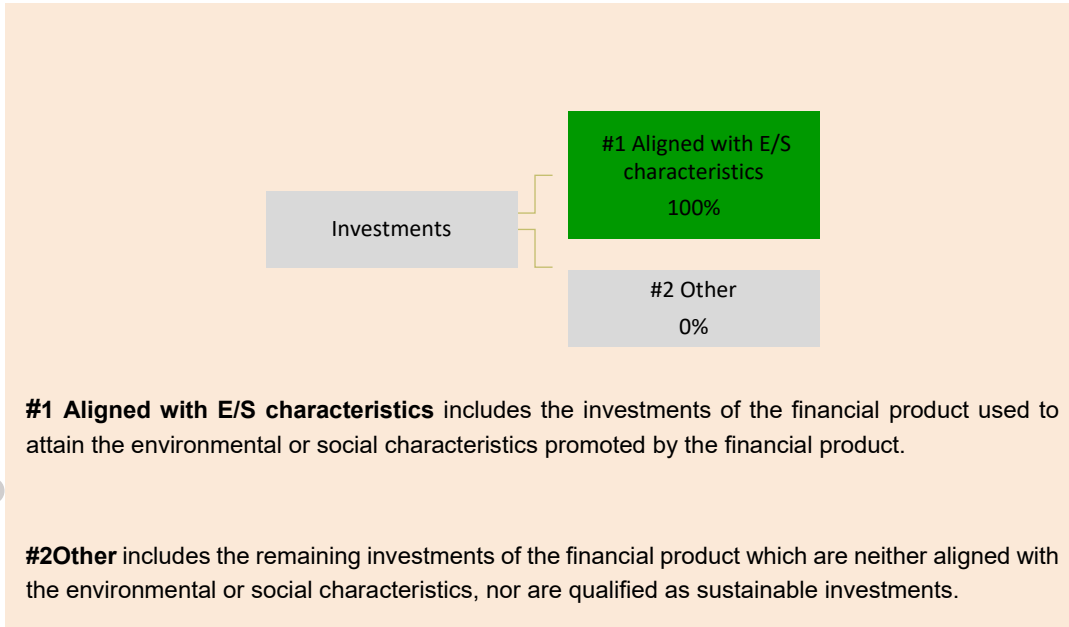 #1 Aligned with E/S
characteristics
100%
Investments
#2 Other
0%
#1 Aligned with E/S characteristics includes the investments of the financial product used to
attain the environmental or social characteristics promoted by the financial product.
#2Other includes the remaining investments of the financial product which are neither aligned with
the environmental or social characteristics, nor are qualified as sustainable investments.